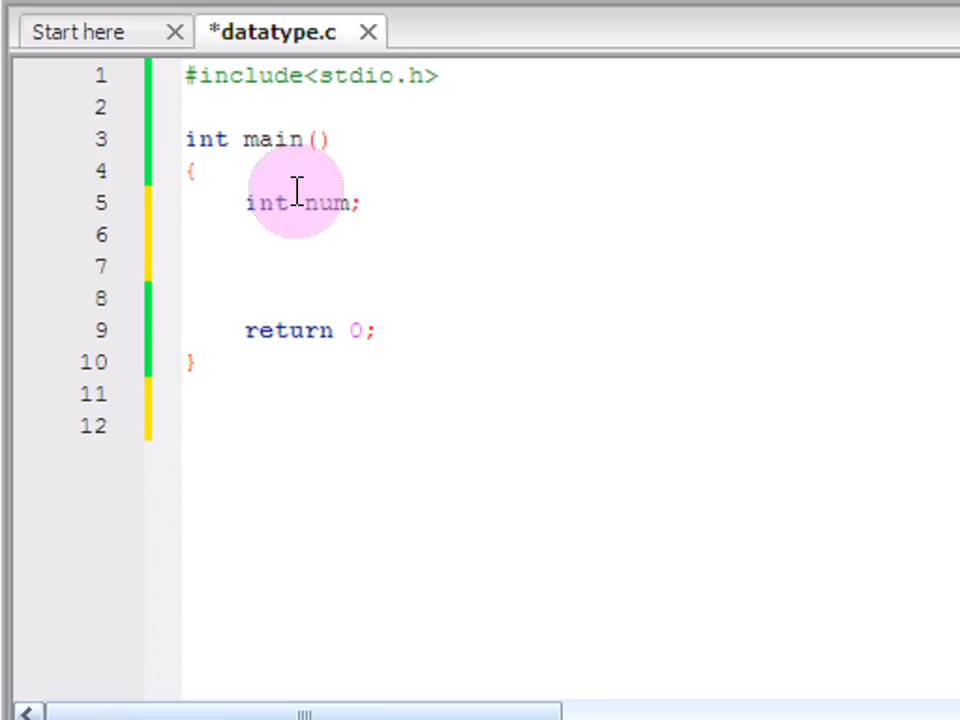 Start here
*datatype.c
1 #include<stdio.h>
2
3 int main()
4 {
5 int num;
6
7
8
9 return 0;
10 }
11
12